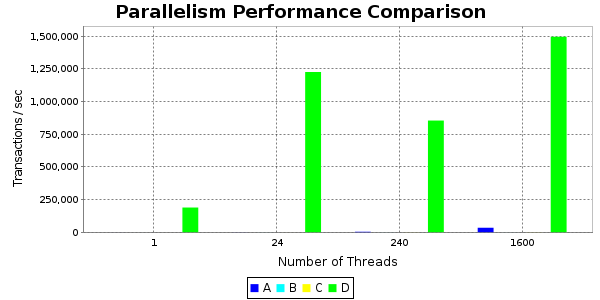 Parallelism Performance Comparison
Transactions / sec
1,500,000
1,250,000
1,000,000
750,000
500,000
250,000
0
1 24 240 1600
Number of Threads
A B C D